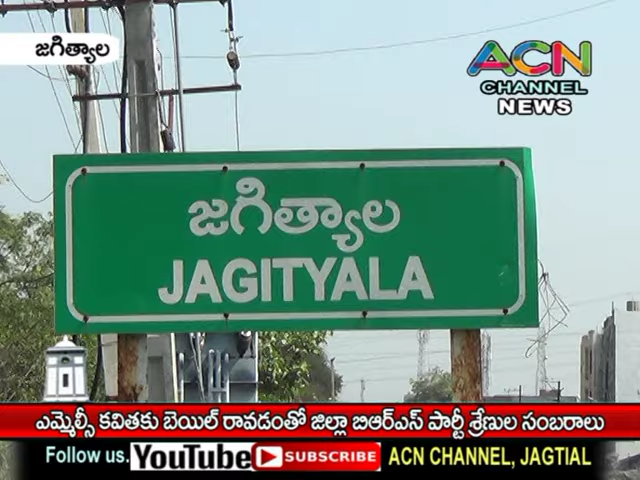 జగిత్యాల
ACN
CHANNEL
NEWS
జగిత్యాల
JAGITYALA
ఎమ్మెల్సీ కవితకు బెయిల్ రావడంతో జిల్లా బిఆర్ఎస్ పార్టీ శ్రేణుల సంబరాలు
Follow us. YouTube SUBSCRIBE ACN CHANNEL, JAGTIAL